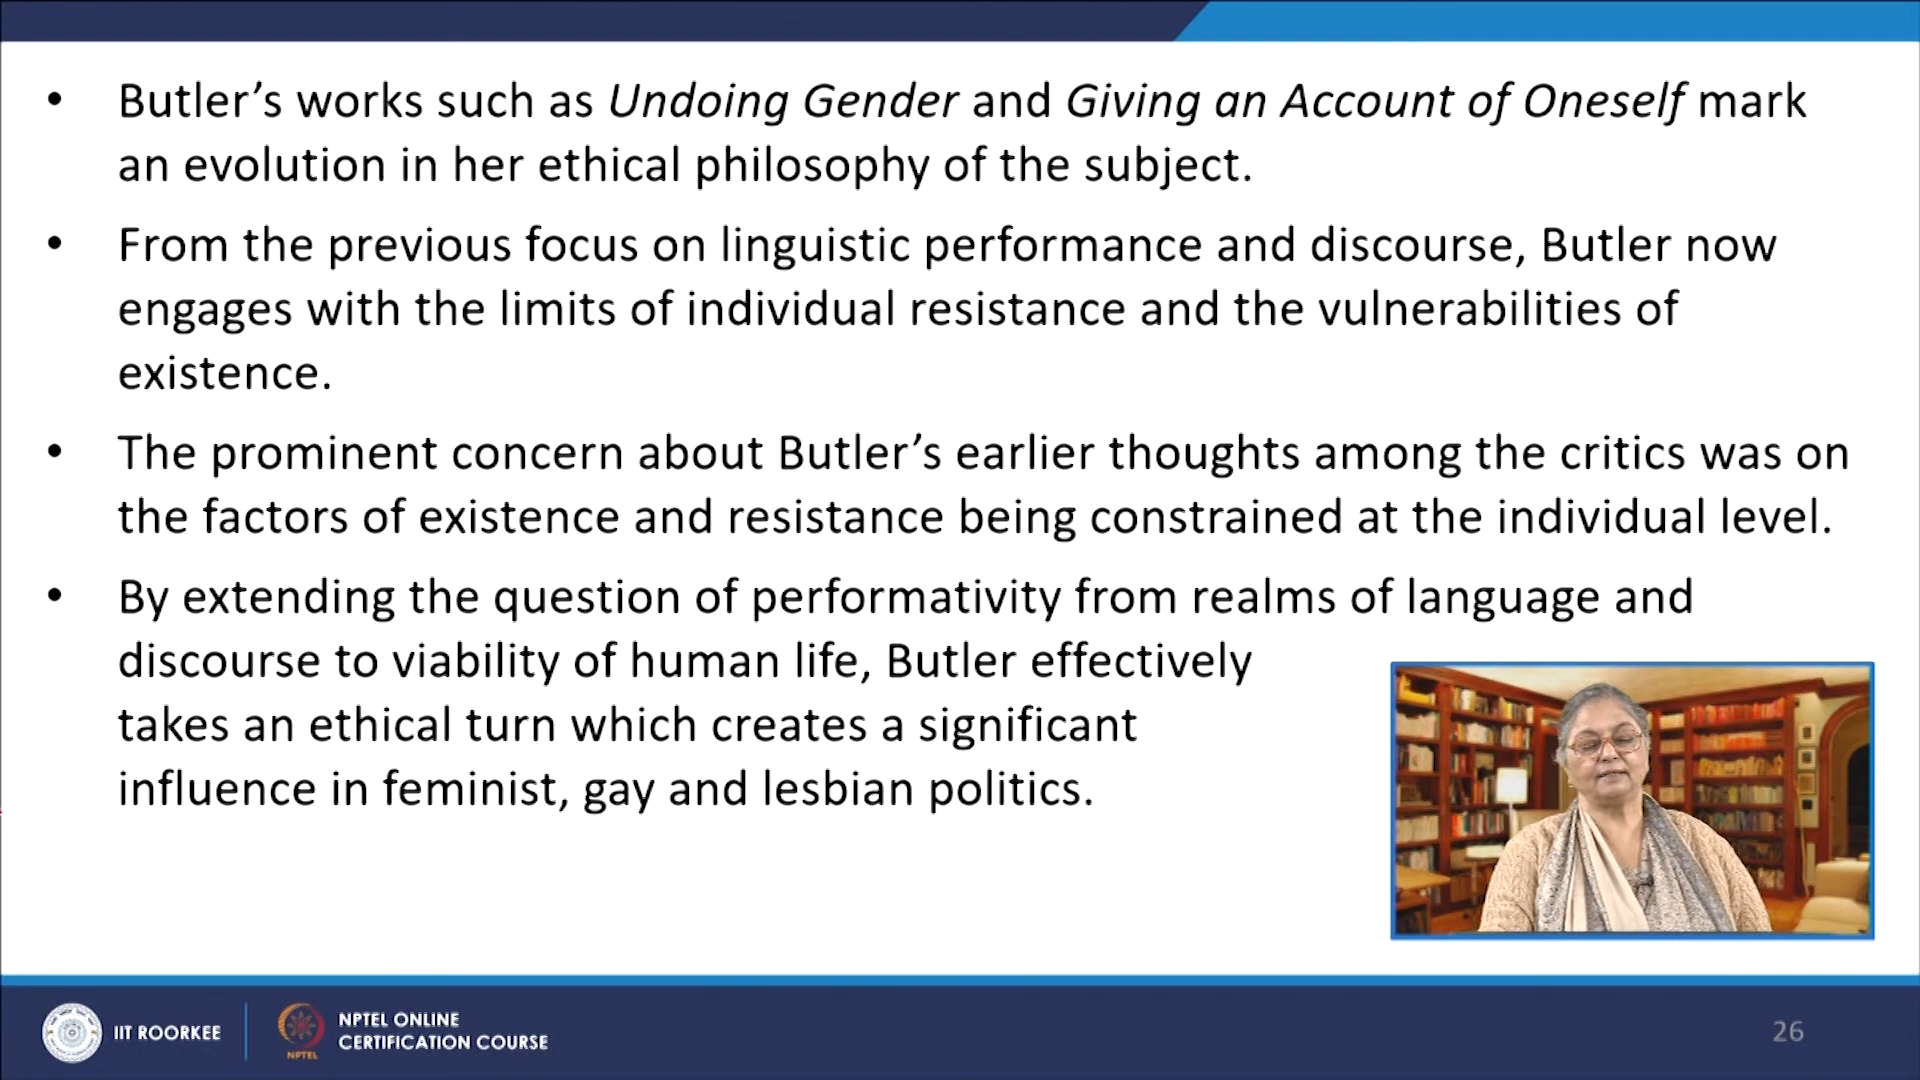 • Butler’s works such as Undoing Gender and Giving an Account of Oneself mark
an evolution in her ethical philosophy of the subject.
• From the previous focus on linguistic performance and discourse, Butler now
engages with the limits of individual resistance and the vulnerabilities of
existence.
• The prominent concern about Butler’s earlier thoughts among the critics was on
the factors of existence and resistance being constrained at the individual level.
• By extending the question of performativity from realms of language and
discourse to viability of human life, Butler effectively
takes an ethical turn which creates a significant
influence in feminist, gay and lesbian politics.
IIT ROORKEE
NPTEL
NPTEL ONLINE
CERTIFICATION COURSE
26